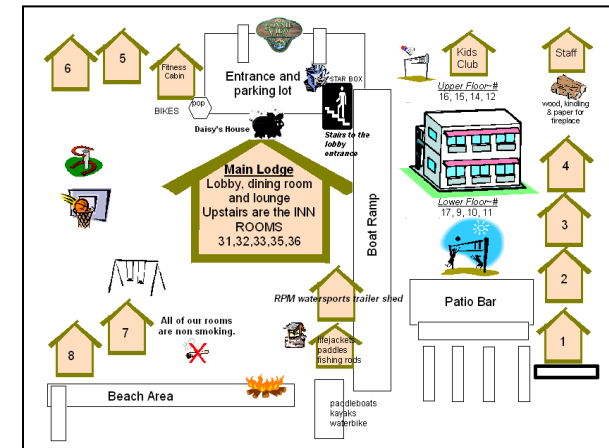 6
5
Fitness
Cabin
BIKES
pop
Entrance and
parking lot
STAR BOX
Stairs to the
lobby
entrance
Daisy's House
Kids
Club
Staff
wood, kindling
& paper for
fireplace
Upper Floor~#
16, 15, 14, 12
Lower Floor~#
17, 9, 10, 11
Main Lodge
Lobby, dining room
and lounge
Upstairs are the INN
ROOMS
31,32,33,35,36
Boat Ramp
4
3
2
1
Patio Bar
RPM watersports trailer shed
lifejackets
paddles
fishing rods
All of our rooms
are non smoking.
7
8
Beach Area
paddleboats
kayaks
waterbike